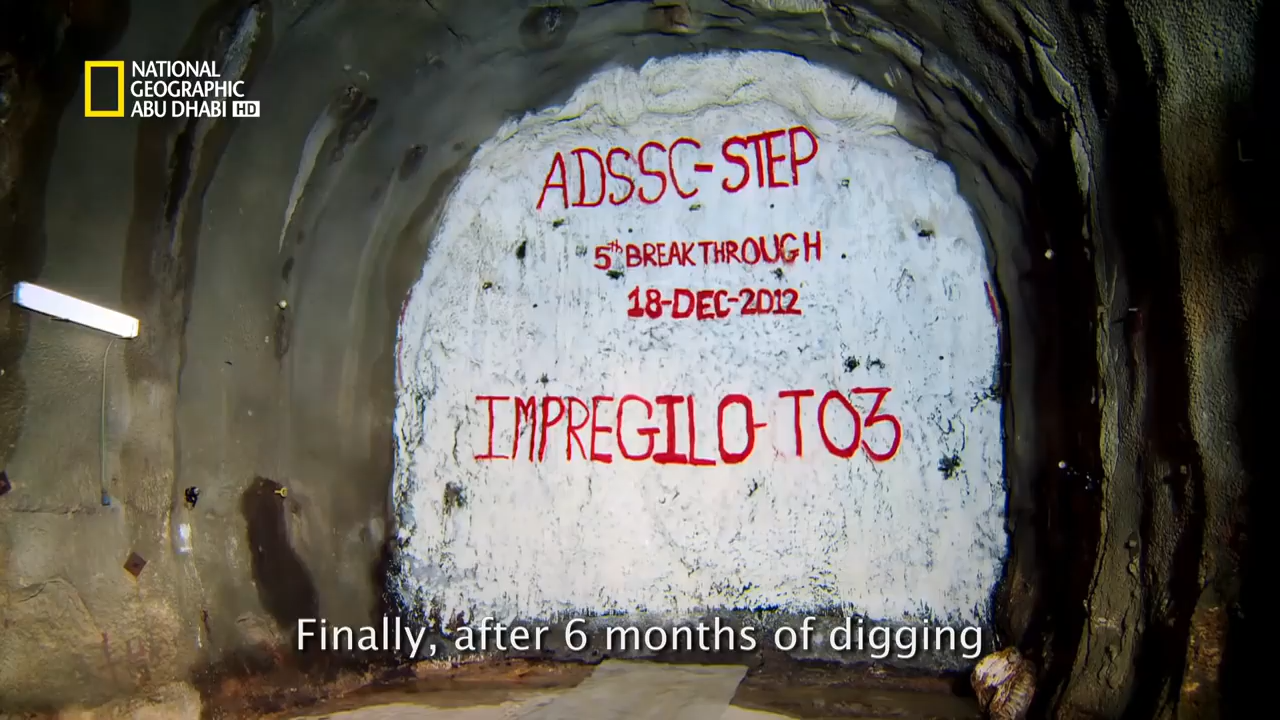 NATIONAL
GEOGRAPHIC
ABU DHABI HD
ADSSC-STEP
5th BREAKTHROUGH
18-DEC-2012
IMPREGILO-T03
Finally, after 6 months of digging